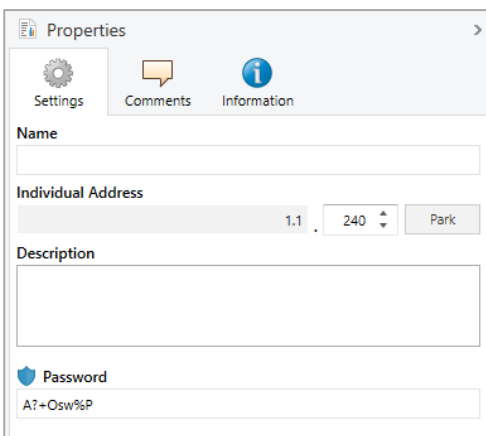 Properties
Settings Comments Information
Name
Individual Address
1.1 . 240 Park
Description
Password
A?+Osw%P